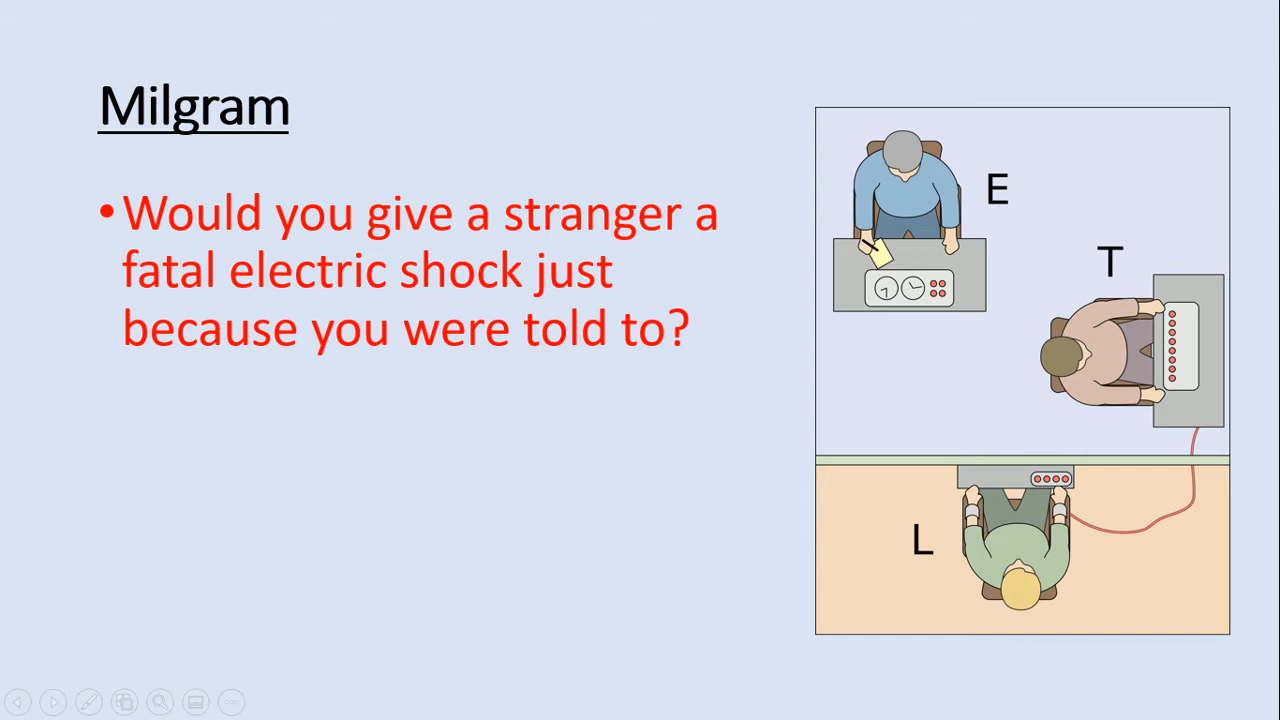 Milgram
• Would you give a stranger a
fatal electric shock just
because you were told to?
E
T
L